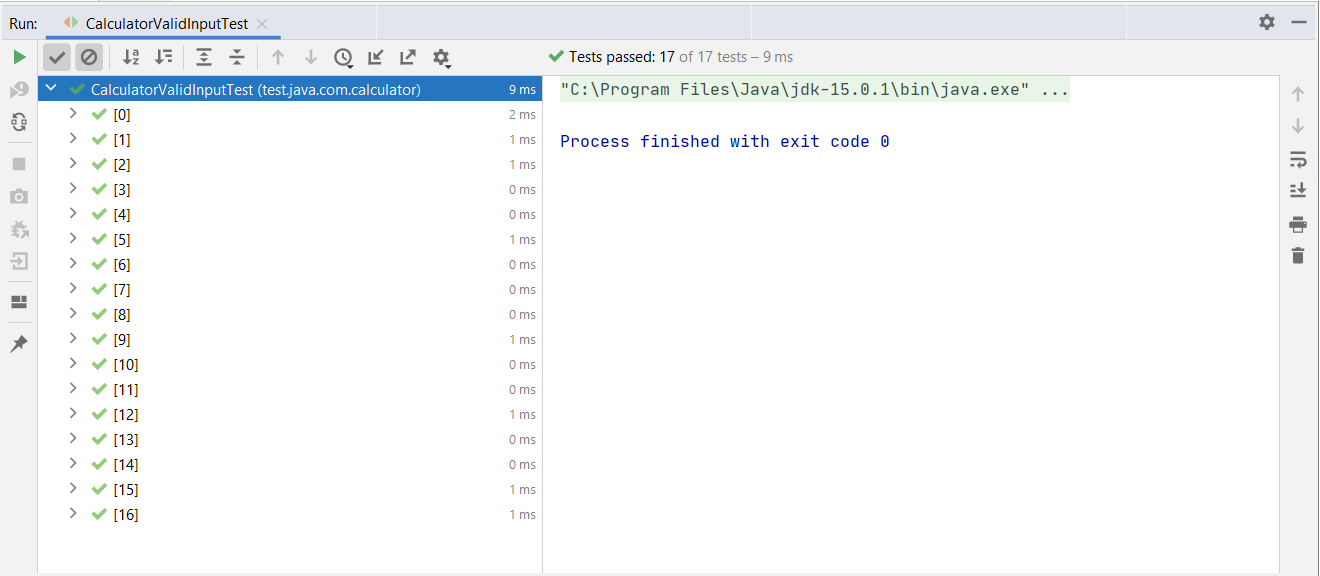 Run: CalculatorValidInputTest
Tests passed: 17 of 17 tests – 9 ms
CalculatorValidInputTest (test.java.com.calculator) 9 ms
[0] 2 ms
[1] 1 ms
[2] 1 ms
[3] 0 ms
[4] 0 ms
[5] 1 ms
[6] 0 ms
[7] 0 ms
[8] 0 ms
[9] 1 ms
[10] 0 ms
[11] 0 ms
[12] 1 ms
[13] 0 ms
[14] 0 ms
[15] 1 ms
[16] 1 ms
"C:\Program Files\Java\jdk-15.0.1\bin\java.exe" ...
Process finished with exit code 0